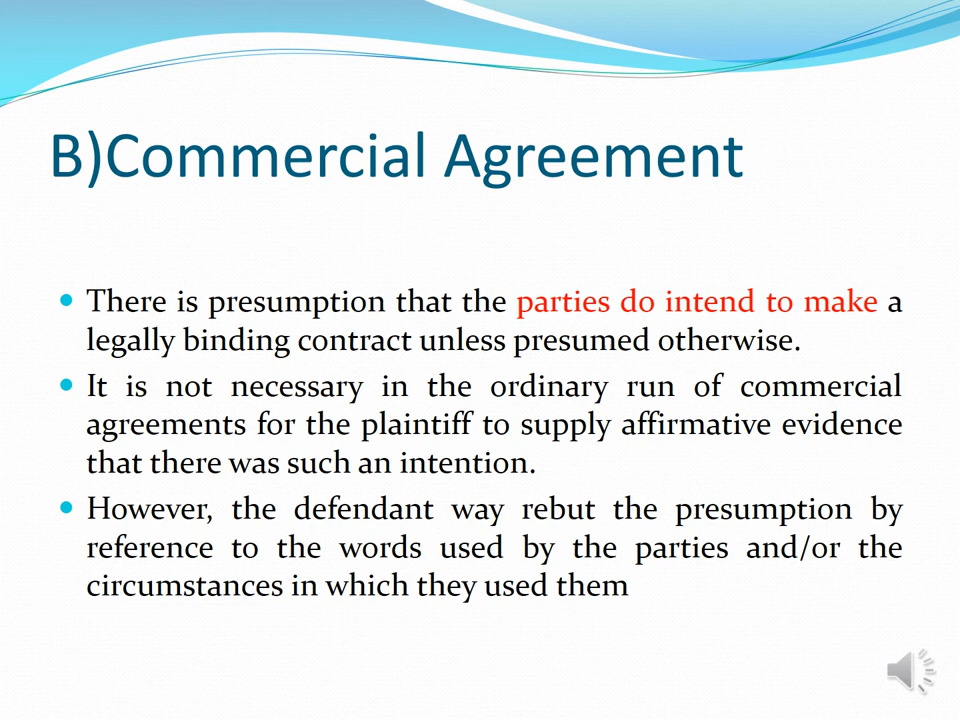 B)Commercial Agreement
There is presumption that the parties do intend to make a
legally binding contract unless presumed otherwise.
It is not necessary in the ordinary run of commercial
agreements for the plaintiff to supply affirmative evidence
that there was such an intention.
However, the defendant way rebut the presumption by
reference to the words used by the parties and/or the
circumstances in which they used them